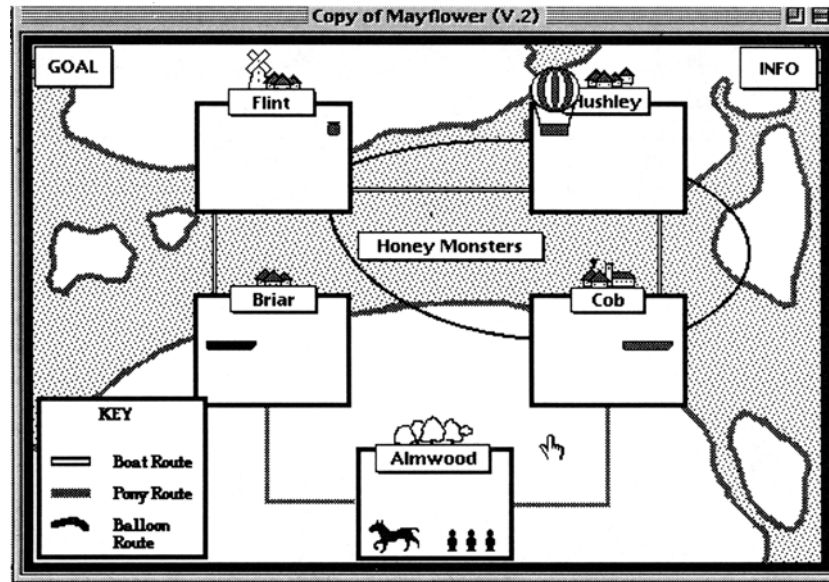 Copy of Mayflower (V.2)
GOAL
INFO
Flint
Hushley
Honey Monsters
Briar
Cob
KEY
Boat Route
Pony Route
Balloon
Route
Almwood